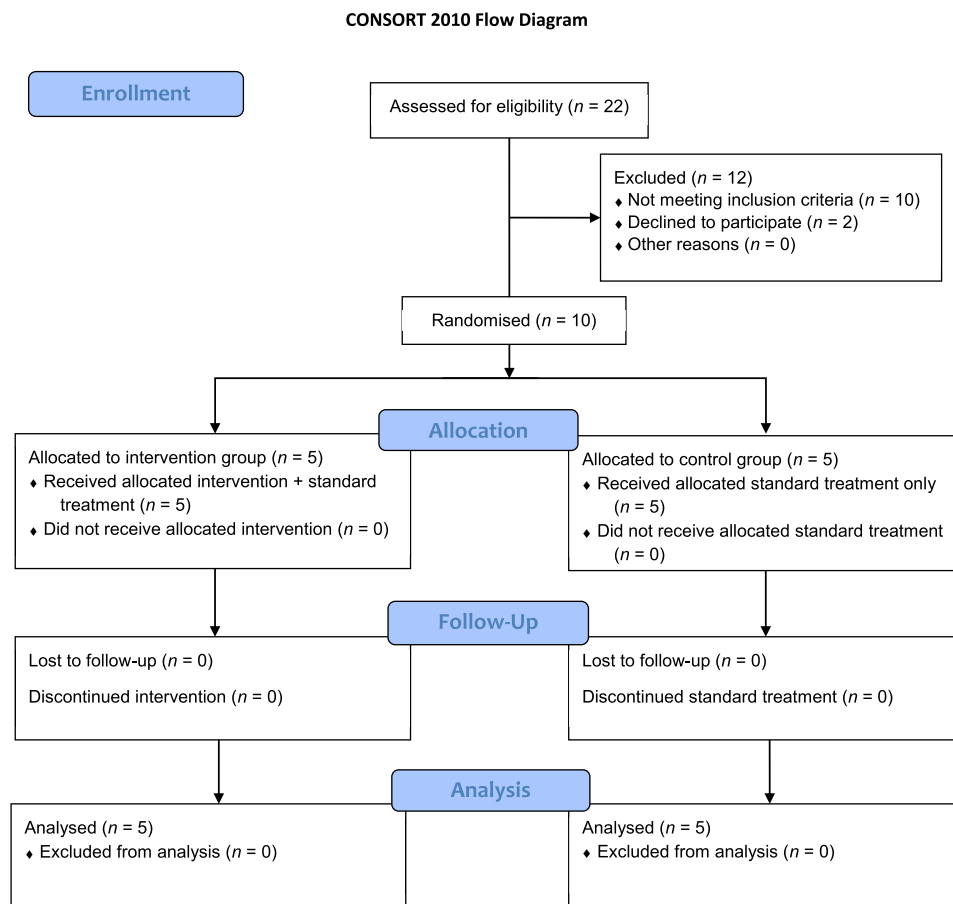 CONSORT 2010 Flow Diagram
Enrollment
Assessed for eligibility (n = 22)
Excluded (n = 12)
♦ Not meeting inclusion criteria (n = 10)
♦ Declined to participate (n = 2)
♦ Other reasons (n = 0)
Randomised (n = 10)
Allocation
Allocated to intervention group (n = 5)
♦ Received allocated intervention + standard
treatment (n = 5)
♦ Did not receive allocated intervention (n = 0)
Allocated to control group (n = 5)
♦ Received allocated standard treatment only
(n = 5)
♦ Did not receive allocated standard treatment
(n = 0)
Follow-Up
Lost to follow-up (n = 0)
Discontinued intervention (n = 0)
Lost to follow-up (n = 0)
Discontinued standard treatment (n = 0)
Analysis
Analysed (n = 5)
♦ Excluded from analysis (n = 0)
Analysed (n = 5)
♦ Excluded from analysis (n = 0)